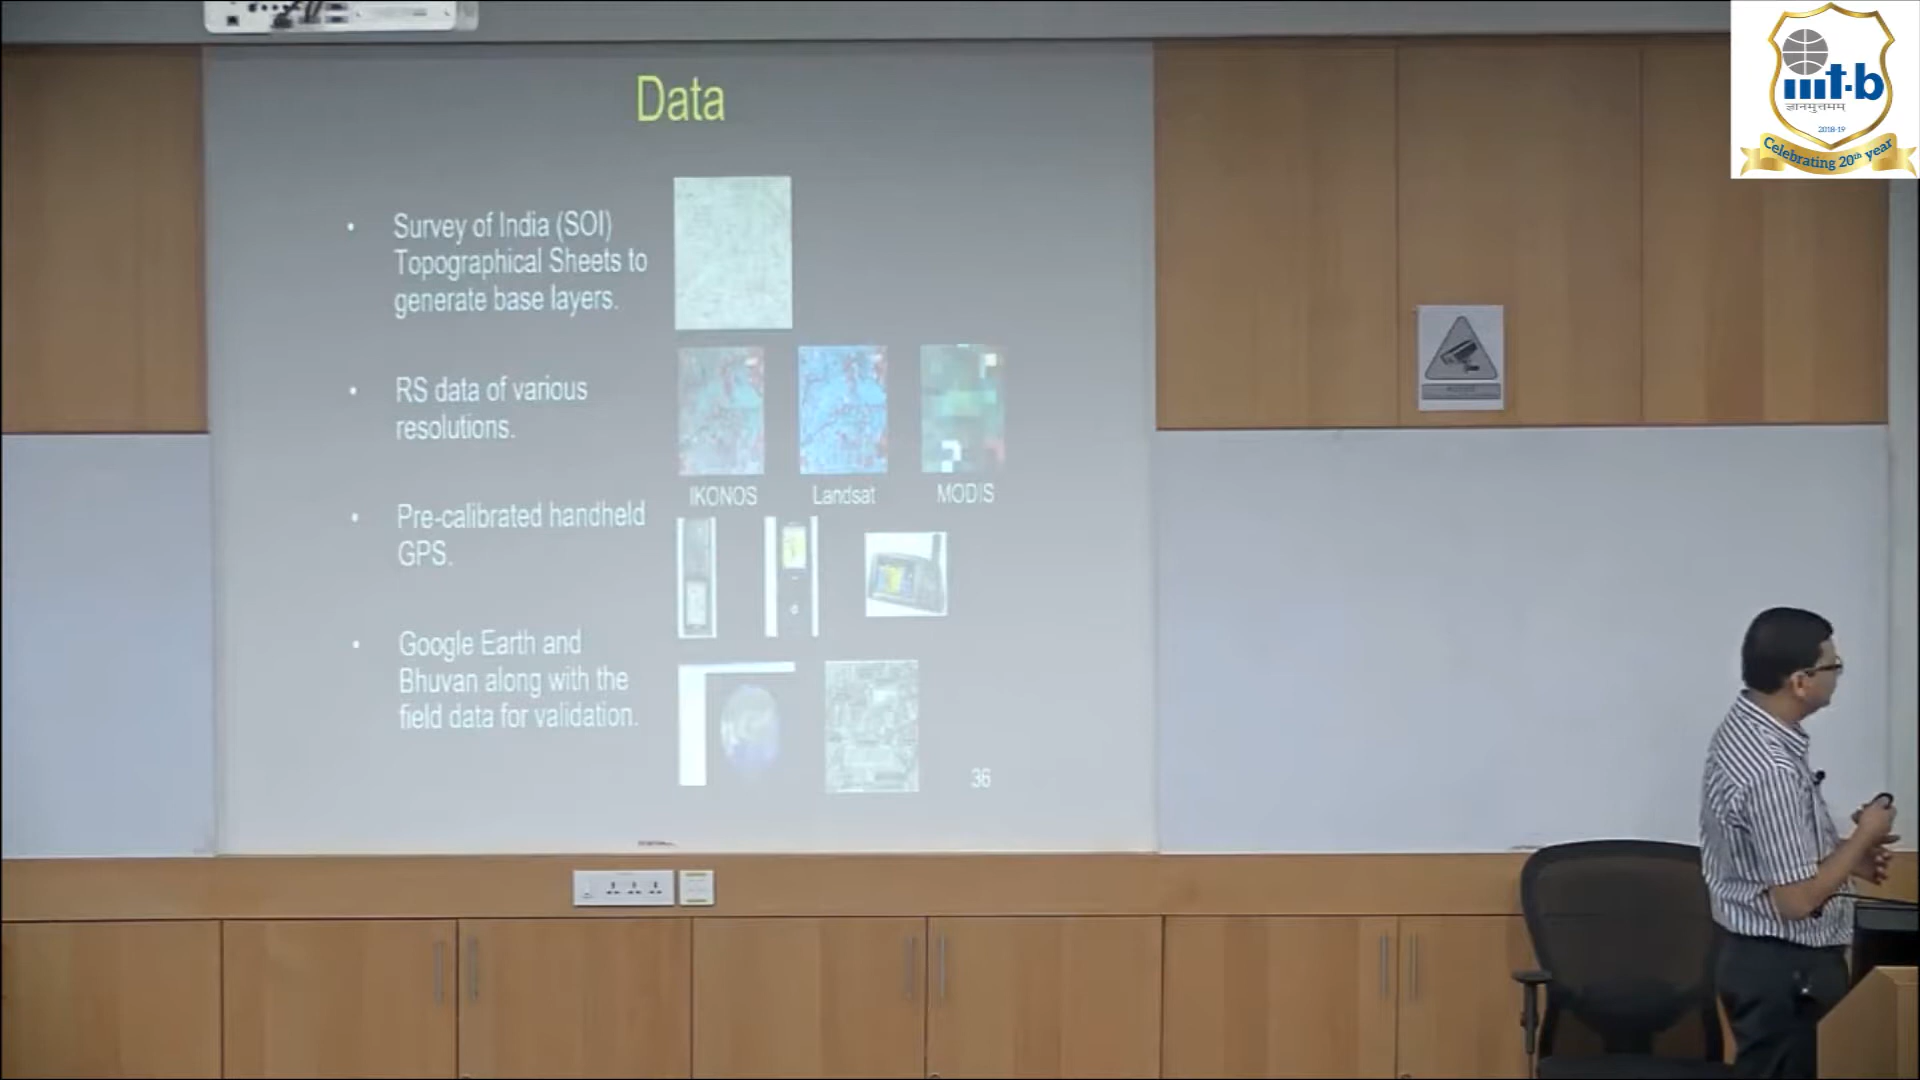 Data
• Survey of India (SOI)
Topographical Sheets to
generate base layers.
• RS data of various
resolutions.
IKONOS Landsat MODIS
• Pre-calibrated handheld
GPS.
• Google Earth and
Bhuvan along with the
field data for validation.
36
iiit-b
ज्ञानमुत्तमम्
2018-19
Celebrating 20th year